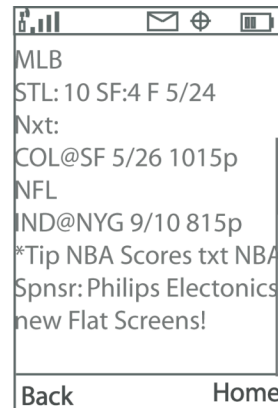 MLB
STL: 10 SF:4 F 5/24
Nxt:
COL@SF 5/26 1015p
NFL
IND@NYG 9/10 815p
*Tip NBA Scores txt NBA
Spnsr: Philips Electonics
new Flat Screens!
Back Home